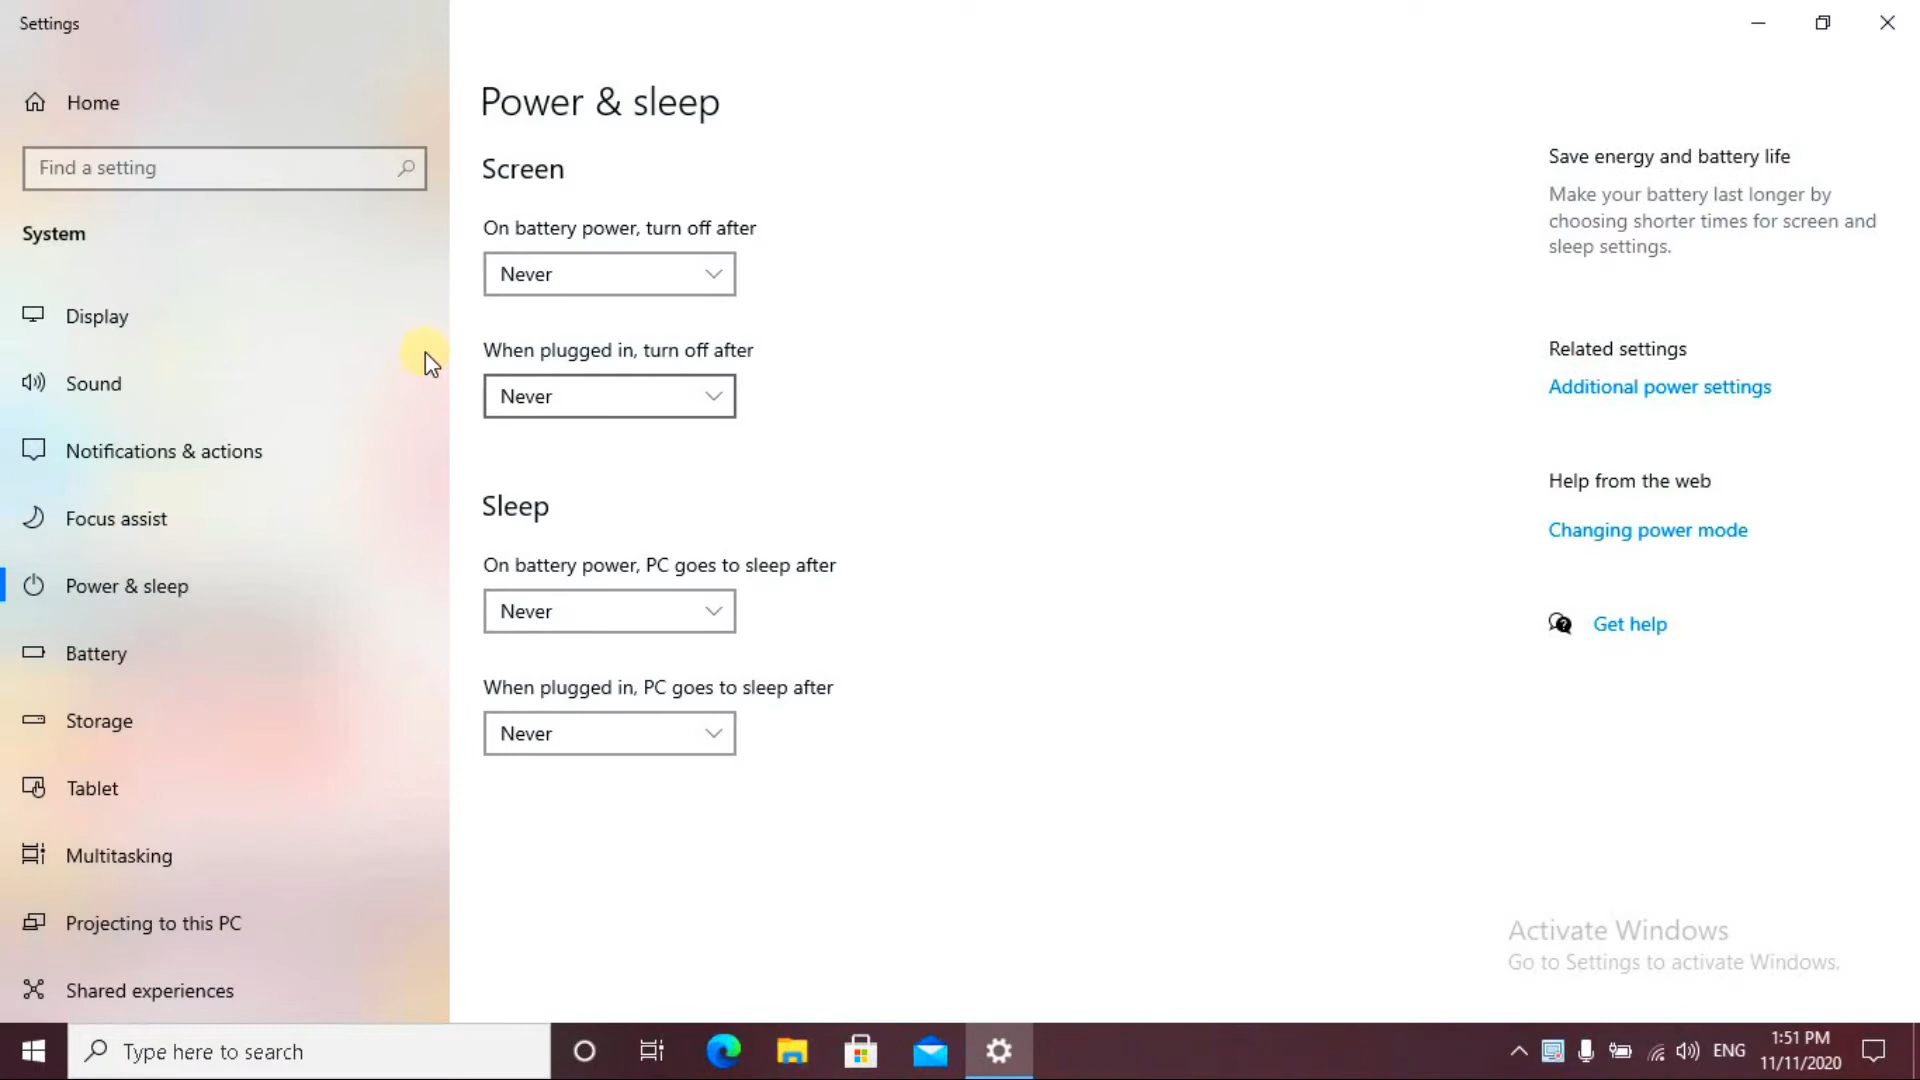 Settings
Home
Find a setting
System
Display
Sound
Notifications & actions
Focus assist
Power & sleep
Battery
Storage
Tablet
Multitasking
Projecting to this PC
Shared experiences
Power & sleep
Screen
On battery power, turn off after
Never
When plugged in, turn off after
Never
Sleep
On battery power, PC goes to sleep after
Never
When plugged in, PC goes to sleep after
Never
Save energy and battery life
Make your battery last longer by
choosing shorter times for screen and
sleep settings.
Related settings
Additional power settings
Help from the web
Changing power mode
Get help
Activate Windows
Go to Settings to activate Windows.
Type here to search
ENG
1:51 PM
11/11/2020